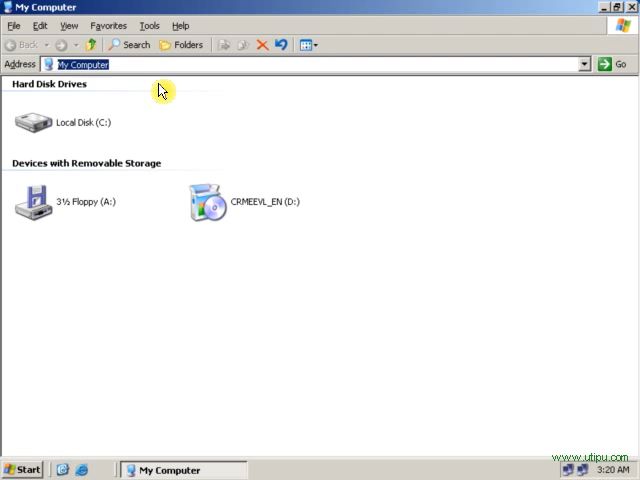 My Computer
File Edit View Favorites Tools Help
Back Search Folders
Address My Computer Go
Hard Disk Drives
Local Disk (C:)
Devices with Removable Storage
3½ Floppy (A:) CRMEEVL_EN (D:)
www.utipu.com
Start My Computer 3:20 AM